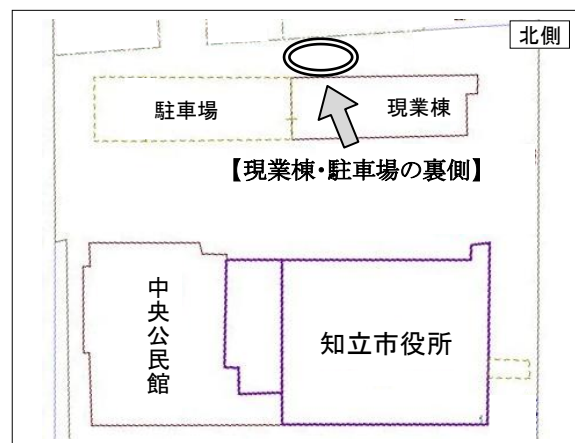 北側
駐車場
現業棟
【現業棟・駐車場の裏側】
中央公民館
知立市役所